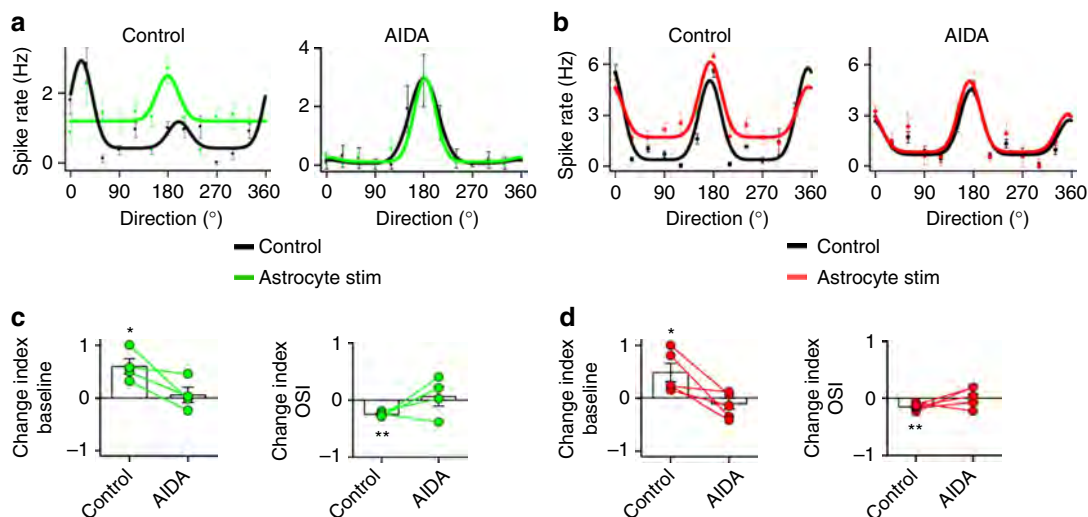 a
Control
AIDA
Spike rate (Hz)
2
0
0 90 180 270 360
Direction (°)
4
2
0
0 90 180 270 360
Direction (°)
Control
Astrocyte stim
b
Control
AIDA
Spike rate (Hz)
6
3
0
0 90 180 270 360
Direction (°)
6
3
0
0 90 180 270 360
Direction (°)
Control
Astrocyte stim
c
Change index
baseline
1
0
–1
*
Control
AIDA
Change index
OSI
1
0
–1
**
Control
AIDA
d
Change index
baseline
1
0
–1
*
Control
AIDA
Change index
OSI
1
0
–1
**
Control
AIDA